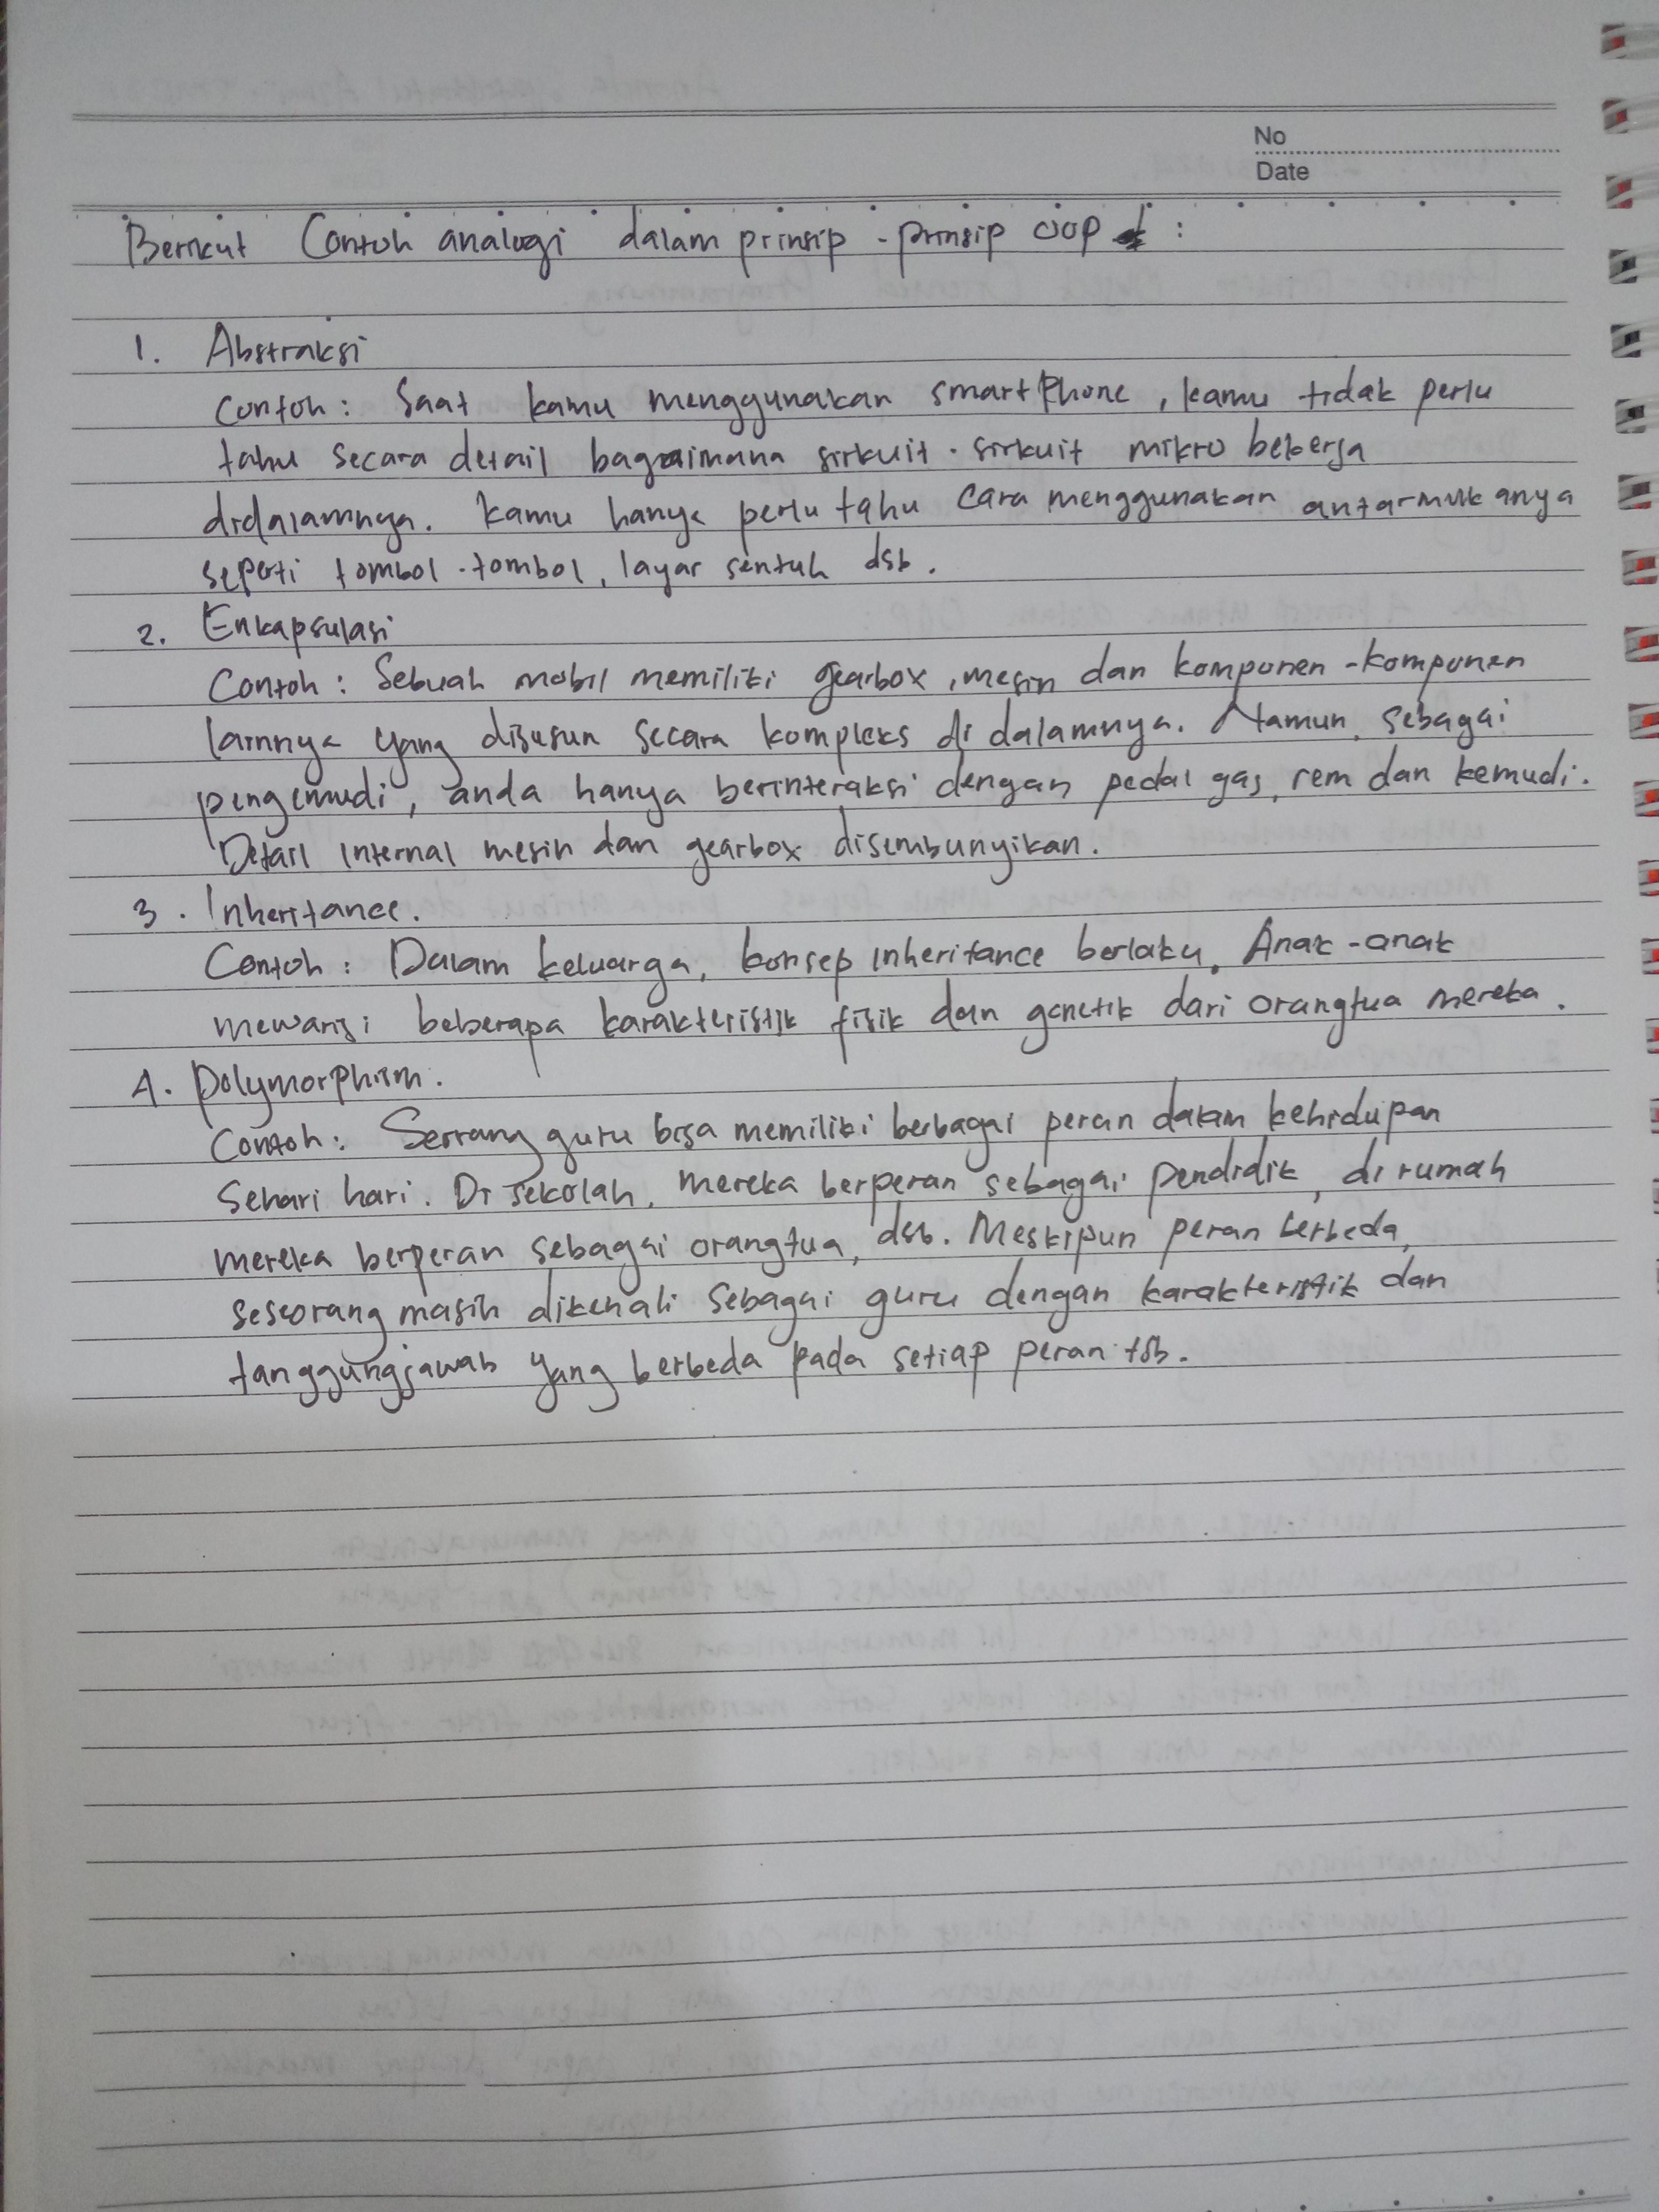 No
Date
Berikut Contoh analogi dalam prinsip - prinsip OOP :
1. Abstraksi
Contoh : Saat kamu menggunakan smartPhone, kamu tidak perlu
tahu secara detail bagaimana sirkuit - sirkuit mikro bekerja
didalamnya. Kamu hanya perlu tahu cara menggunakan antarmukanya
seperti tombol - tombol, layar sentuh dsb.
2. Enkapsulasi
Contoh : Sebuah mobil memiliki gearbox, mesin dan komponen - komponen
lainnya yang disusun secara kompleks di dalamnya. Namun, sebagai
pengemudi, anda hanya berinteraksi dengan pedal gas, rem dan kemudi.
Detail internal mesin dan gearbox disembunyikan.
3. Inheritance.
Contoh : Dalam keluarga, konsep inheritance berlaku. Anak - anak
mewarisi beberapa karakteristik fisik dan genetik dari orangtua mereka.
4. Polymorphism.
Contoh : Seorang guru bisa memiliki berbagai peran dalam kehidupan
sehari hari. Di sekolah, mereka berperan sebagai pendidik, di rumah
mereka berperan sebagai orangtua, dsb. Meskipun peran berbeda,
seseorang masih dikenali sebagai guru dengan karakteristik dan
tanggungjawab yang berbeda pada setiap peran tsb.